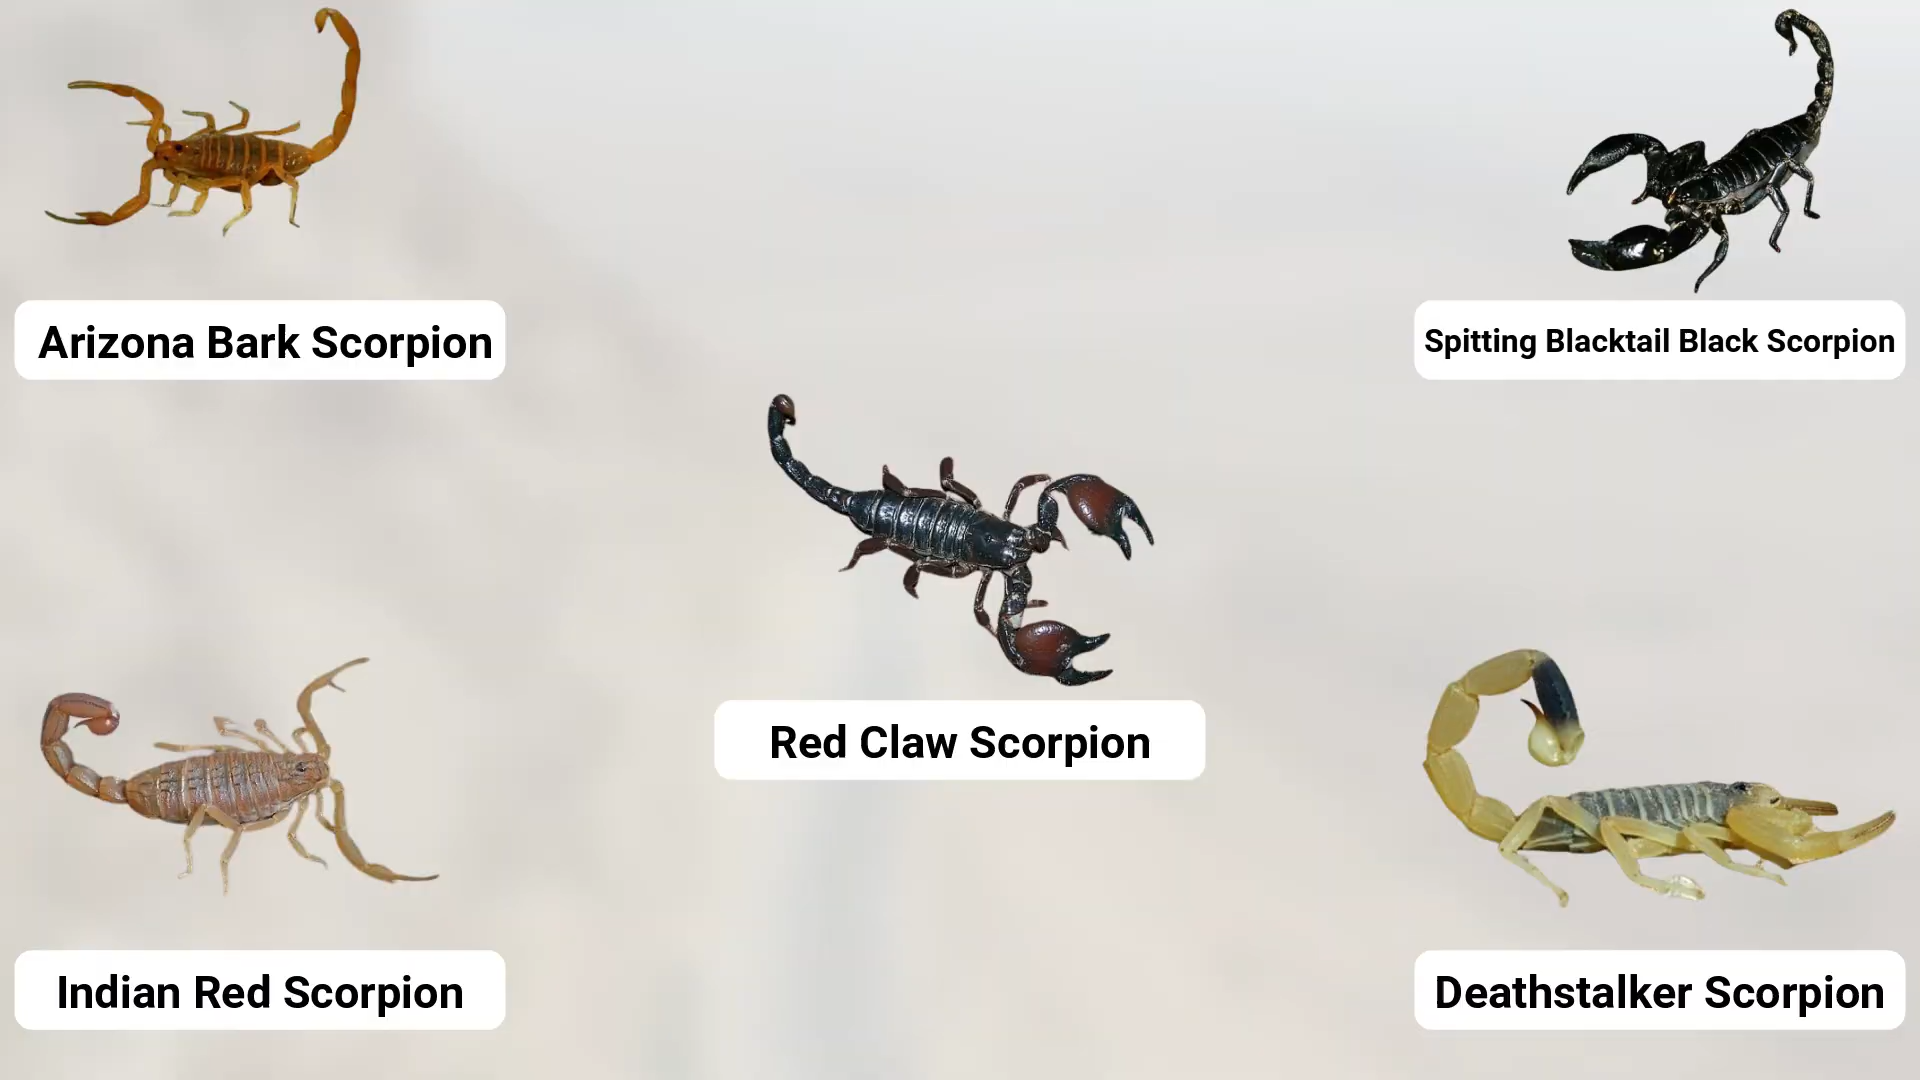 Arizona Bark Scorpion
Spitting Blacktail Black Scorpion
Red Claw Scorpion
Indian Red Scorpion
Deathstalker Scorpion